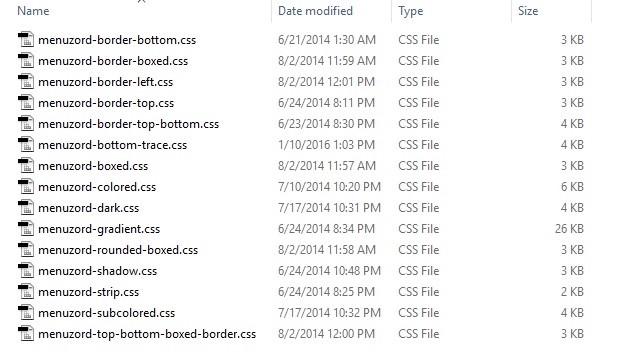 Name Date modified Type Size
menuzord-border-bottom.css 6/21/2014 1:30 AM CSS File 3 KB
menuzord-border-boxed.css 8/2/2014 11:59 AM CSS File 3 KB
menuzord-border-left.css 8/2/2014 12:01 PM CSS File 3 KB
menuzord-border-top.css 6/24/2014 8:11 PM CSS File 3 KB
menuzord-border-top-bottom.css 6/23/2014 8:30 PM CSS File 4 KB
menuzord-bottom-trace.css 1/10/2016 1:03 PM CSS File 4 KB
menuzord-boxed.css 8/2/2014 11:57 AM CSS File 3 KB
menuzord-colored.css 7/10/2014 10:20 PM CSS File 6 KB
menuzord-dark.css 7/17/2014 10:31 PM CSS File 4 KB
menuzord-gradient.css 6/24/2014 8:34 PM CSS File 26 KB
menuzord-rounded-boxed.css 8/2/2014 11:58 AM CSS File 3 KB
menuzord-shadow.css 6/24/2014 10:48 PM CSS File 3 KB
menuzord-strip.css 6/24/2014 8:25 PM CSS File 2 KB
menuzord-subcolored.css 7/17/2014 10:32 PM CSS File 4 KB
menuzord-top-bottom-boxed-border.css 8/2/2014 12:00 PM CSS File 3 KB